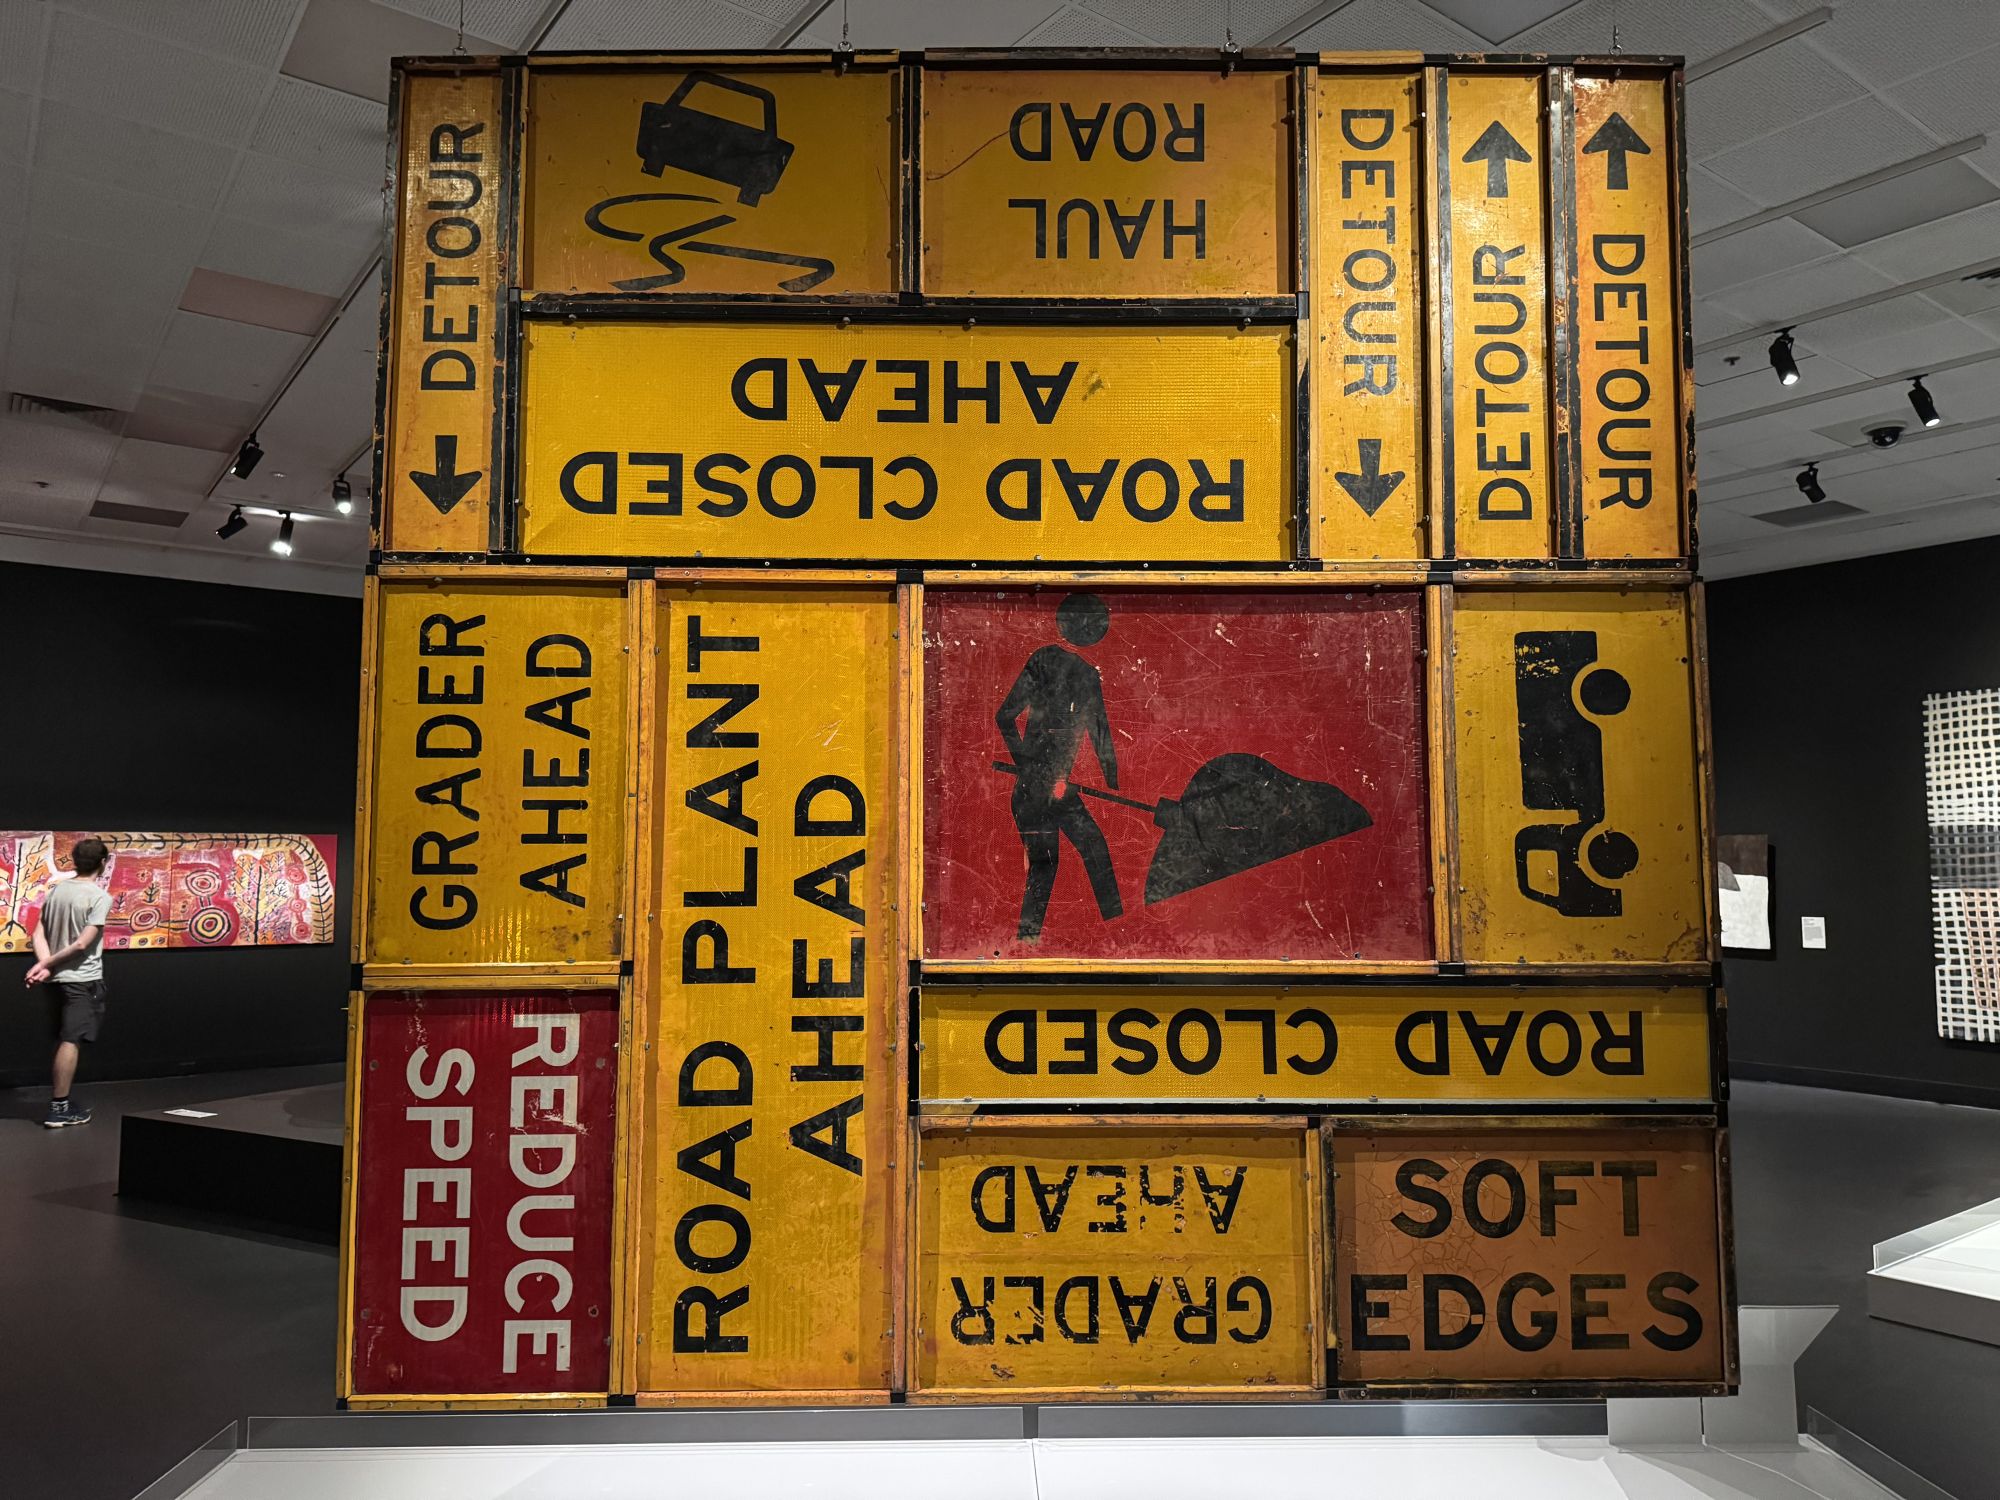 DETOUR
HAUL
ROAD
DETOUR
DETOUR
DETOUR
ROAD CLOSED
AHEAD
GRADER
AHEAD
ROAD PLANT
AHEAD
REDUCE
SPEED
ROAD CLOSED
GRADER
AHEAD
SOFT
EDGES